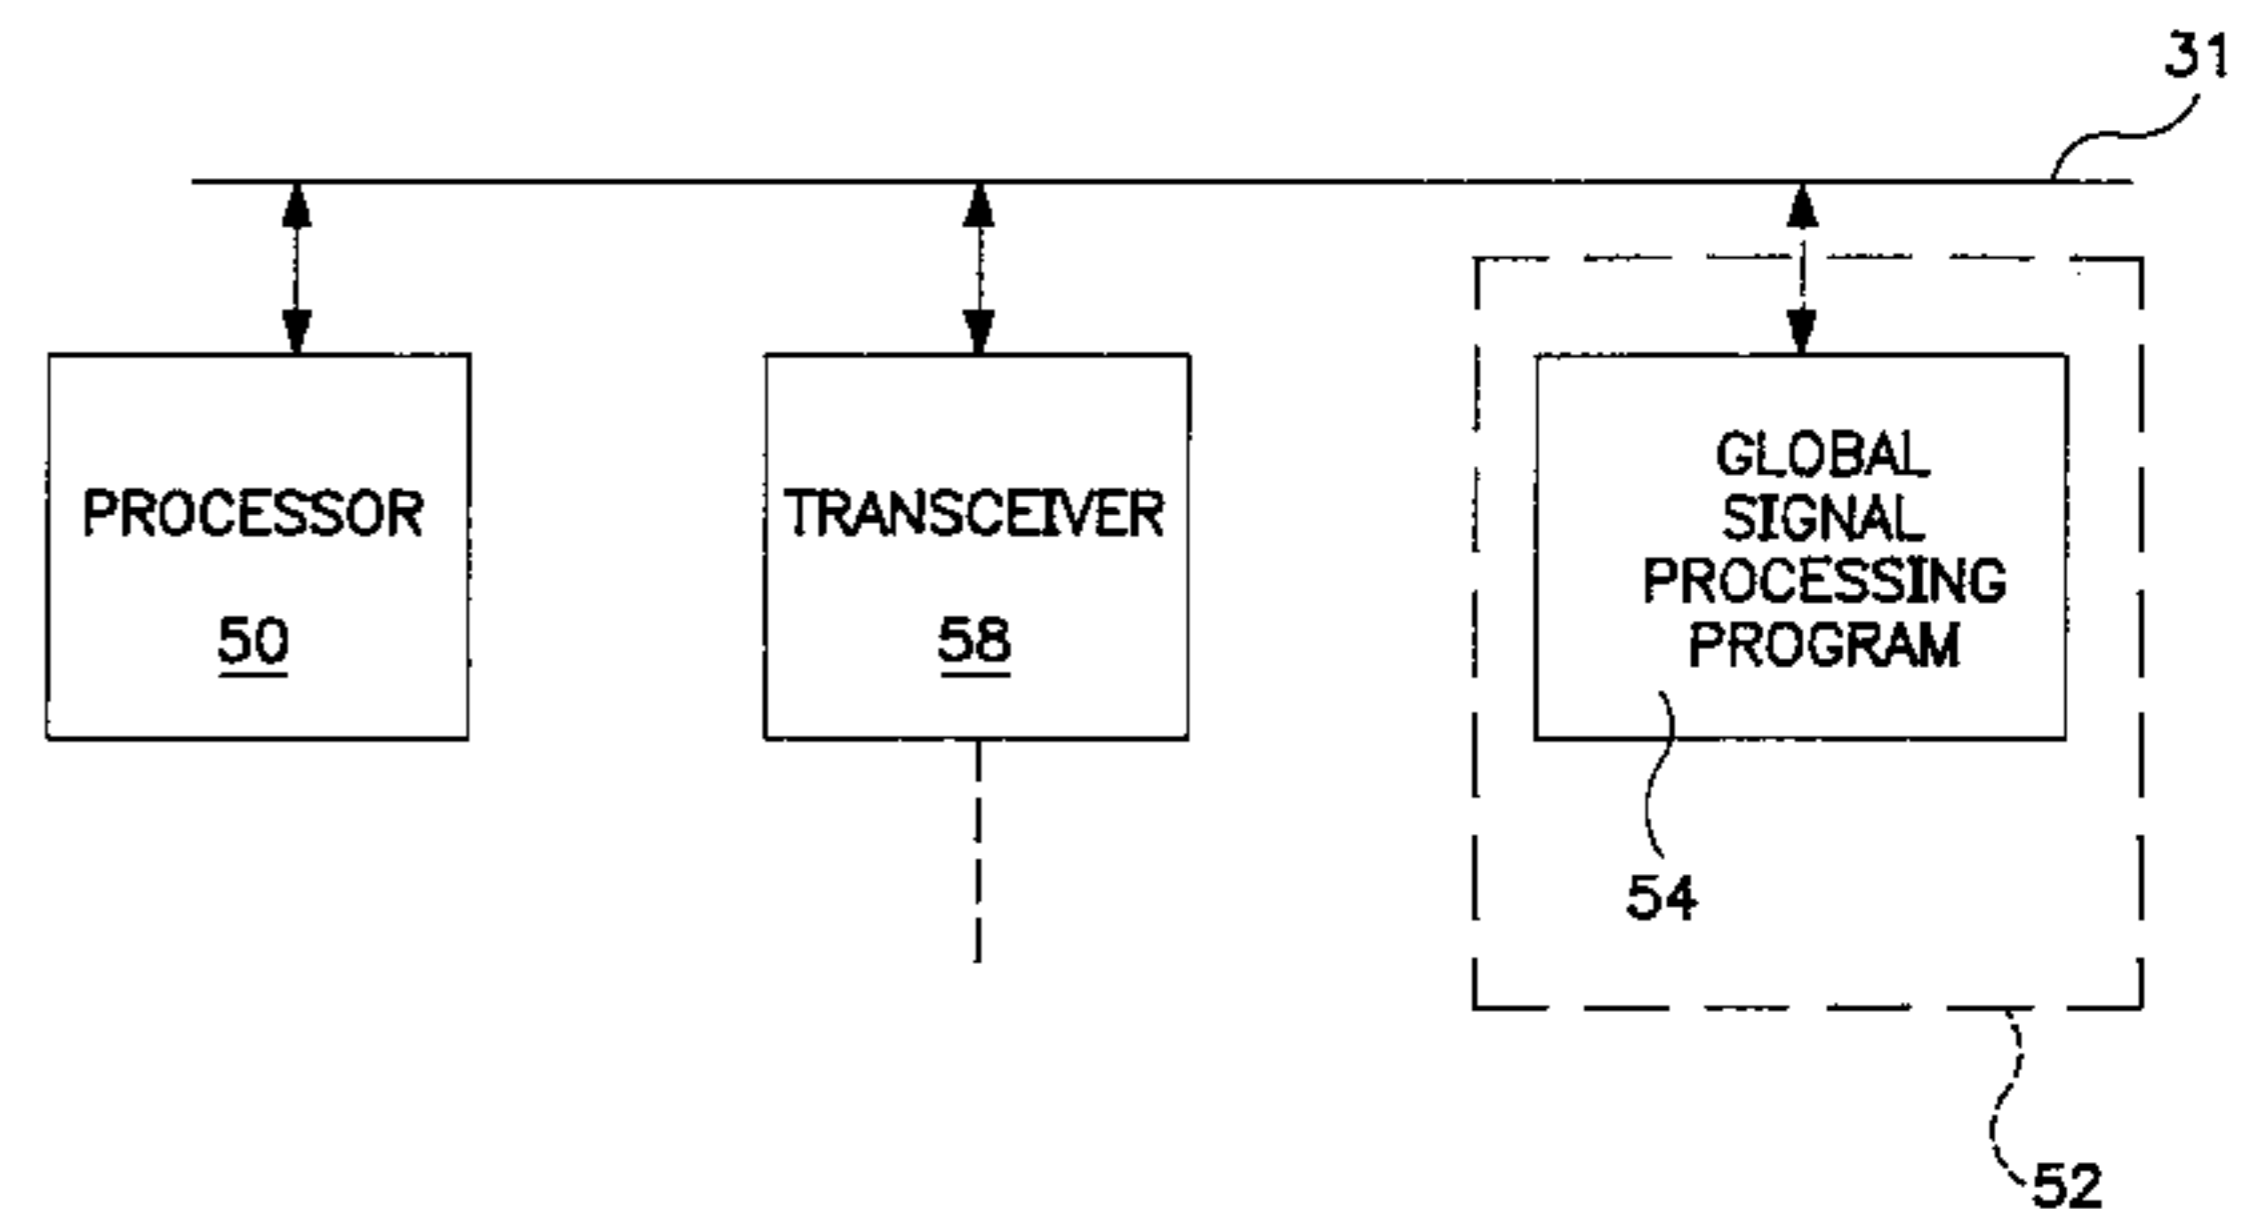 31
PROCESSOR
50
TRANSCEIVER
58
GLOBAL
SIGNAL
PROCESSING
PROGRAM
54
52